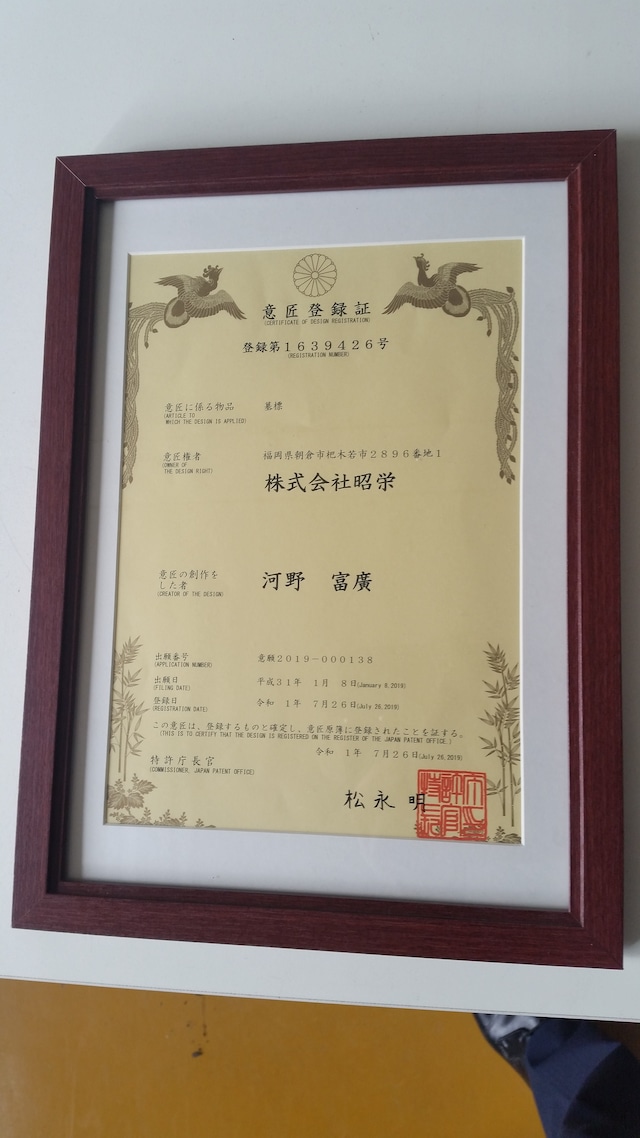 意匠登録証
(CERTIFICATE OF DESIGN REGISTRATION)
登録第1639426号
(REGISTRATION NUMBER)
意匠に係る物品
(ARTICLE TO
WHICH THE DESIGN IS APPLIED)
墓標
意匠権者
(OWNER OF
THE DESIGN RIGHT)
福岡県朝倉市杷木若市2896番地1
株式会社昭栄
意匠の創作を
した者
(CREATOR OF THE DESIGN)
河野 富廣
出願番号
(APPLICATION NUMBER)
意願2019-000138
出願日
(FILING DATE)
平成31年 1月 8日(January 8,2019)
登録日
(REGISTRATION DATE)
令和 1年 7月26日(July 26,2019)
この意匠は、登録するものと確定し、意匠原簿に登録されたことを証する。
(THIS IS TO CERTIFY THAT THE DESIGN IS REGISTERED ON THE REGISTER OF THE JAPAN PATENT OFFICE.)
令和 1年 7月26日(July 26,2019)
特許庁長官
(COMMISSIONER, JAPAN PATENT OFFICE)
松永明